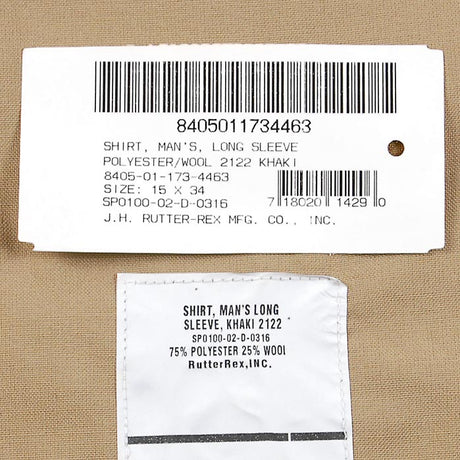 8405011734463
SHIRT, MAN'S, LONG SLEEVE
POLYESTER/WOOL 2122 KHAKI
8405-01-173-4463
SIZE: 15 X 34
SP0100-02-D-0316
7 18020 01429 0
J.H. RUTTER-REX MFG. CO., INC.
SHIRT, MAN'S LONG
SLEEVE, KHAKI 2122
SP0100-02-D-0316
75% POLYESTER 25% WOOL
RutterRex,INC.